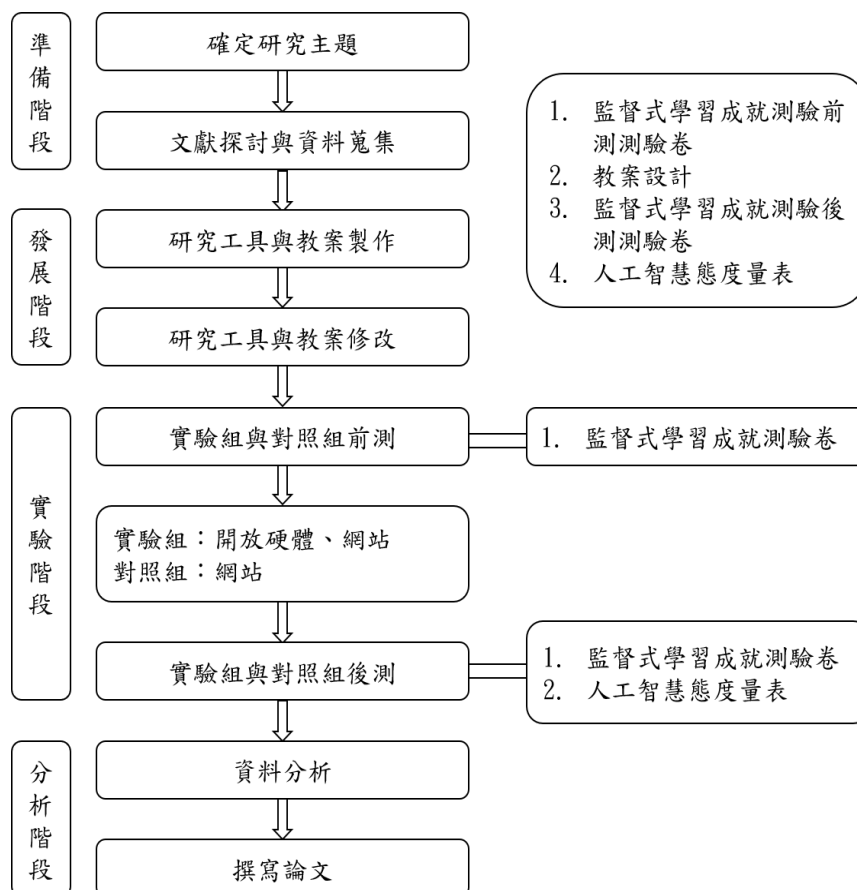 準備階段
確定研究主題
文獻探討與資料蒐集
發展階段
研究工具與教案製作
研究工具與教案修改
1. 監督式學習成就測驗前
測測驗卷
2. 教案設計
3. 監督式學習成就測驗後
測測驗卷
4. 人工智慧態度量表
實驗階段
實驗組與對照組前測
1. 監督式學習成就測驗卷
實驗組：開放硬體、網站
對照組：網站
實驗組與對照組後測
1. 監督式學習成就測驗卷
2. 人工智慧態度量表
分析階段
資料分析
撰寫論文